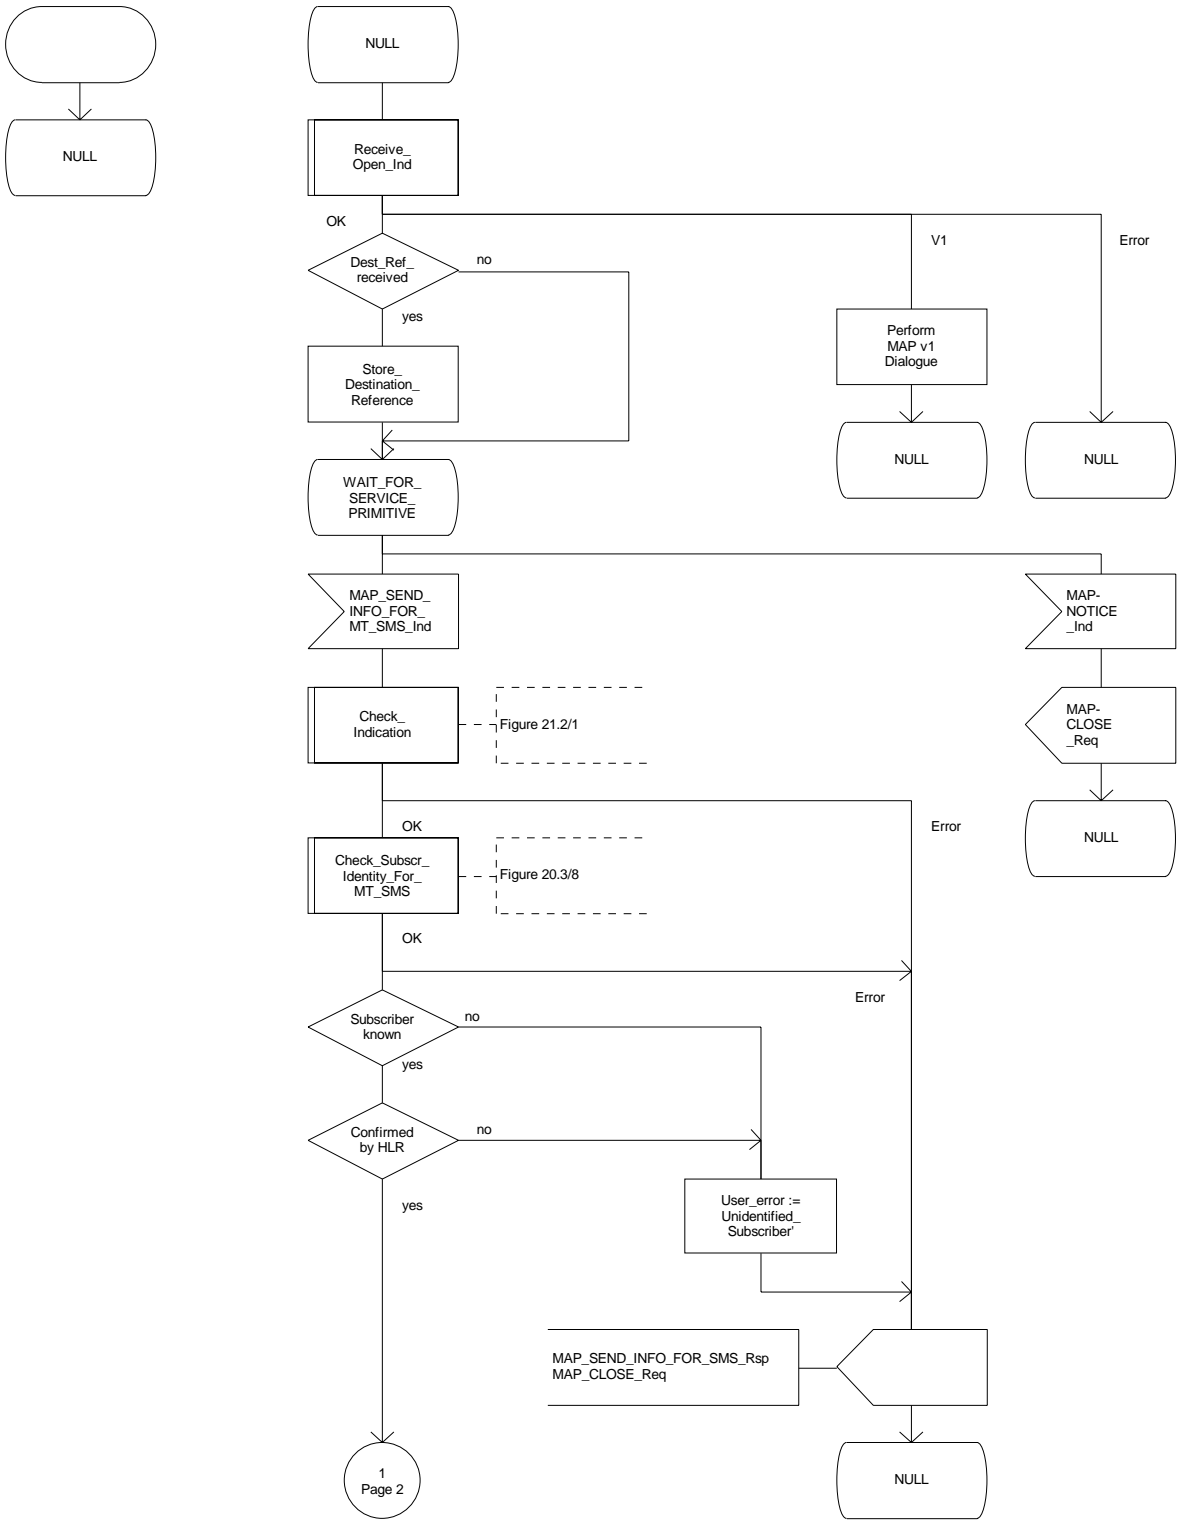 NULL
NULL
Receive_
Open_Ind
OK
V1
Error
Dest_Ref_
received
no
yes
Perform
MAP v1
Dialogue
Store_
Destination_
Reference
NULL
NULL
WAIT_FOR_
SERVICE_
PRIMITIVE
MAP_SEND_
INFO_FOR_
MT_SMS_Ind
MAP-
NOTICE
_Ind
Check_
Indication
Figure 21.2/1
MAP-
CLOSE
_Req
OK
Error
NULL
Check_Subscr_
Identity_For_
MT_SMS
Figure 20.3/8
OK
Error
Subscriber
known
no
yes
Confirmed
by HLR
no
yes
User_error :=
Unidentified_
Subscriber'
MAP_SEND_INFO_FOR_SMS_Rsp
MAP_CLOSE_Req
1
Page 2
NULL